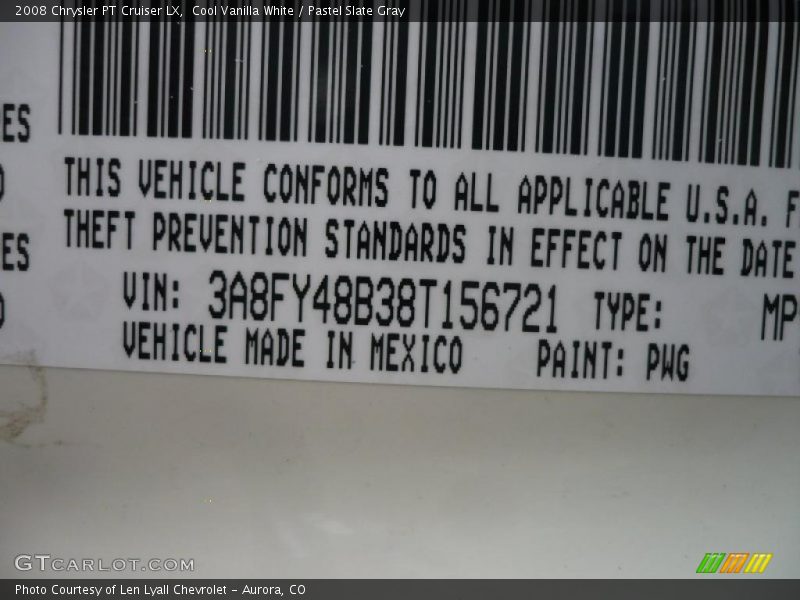 2008 Chrysler PT Cruiser LX, Cool Vanilla White / Pastel Slate Gray
ES
THIS VEHICLE CONFORMS TO ALL APPLICABLE U.S.A. F
THEFT PREVENTION STANDARDS IN EFFECT ON THE DATE
ES
VIN: 3A8FY48B38T156721 TYPE: MP
VEHICLE MADE IN MEXICO PAINT: PWG
GTCARLOT.COM
Photo Courtesy of Len Lyall Chevrolet - Aurora, CO